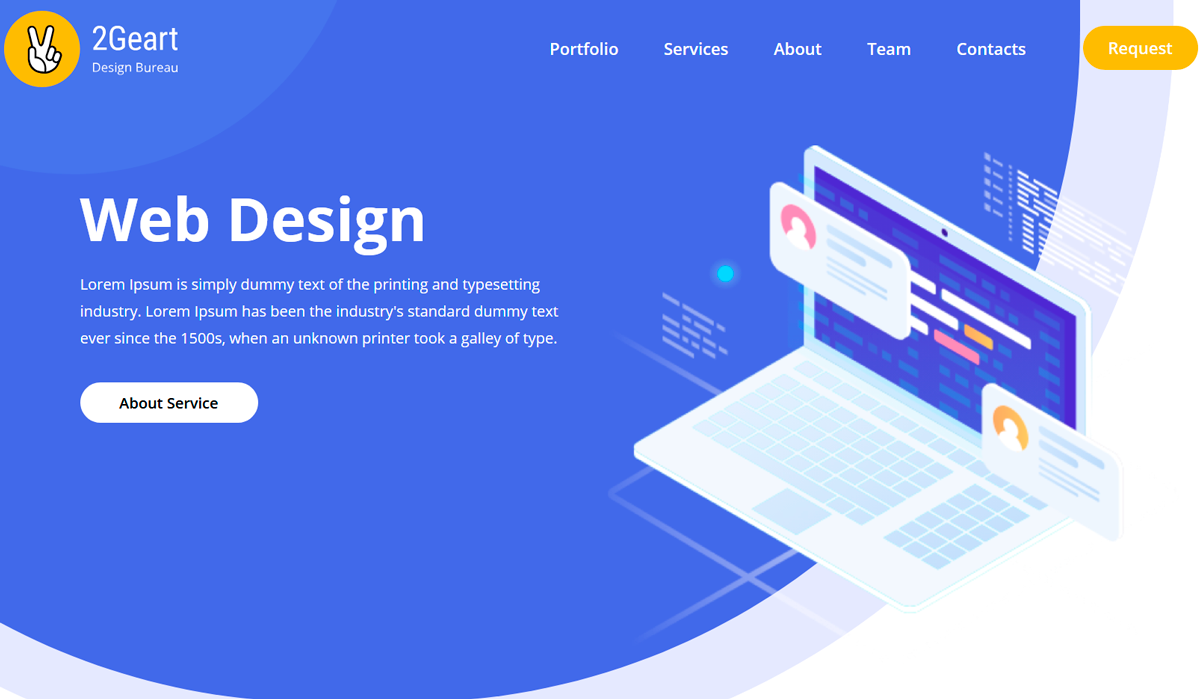 2Geart
Design Bureau
Portfolio Services About Team Contacts Request
Web Design
Lorem Ipsum is simply dummy text of the printing and typesetting
industry. Lorem Ipsum has been the industry's standard dummy text
ever since the 1500s, when an unknown printer took a galley of type.
About Service